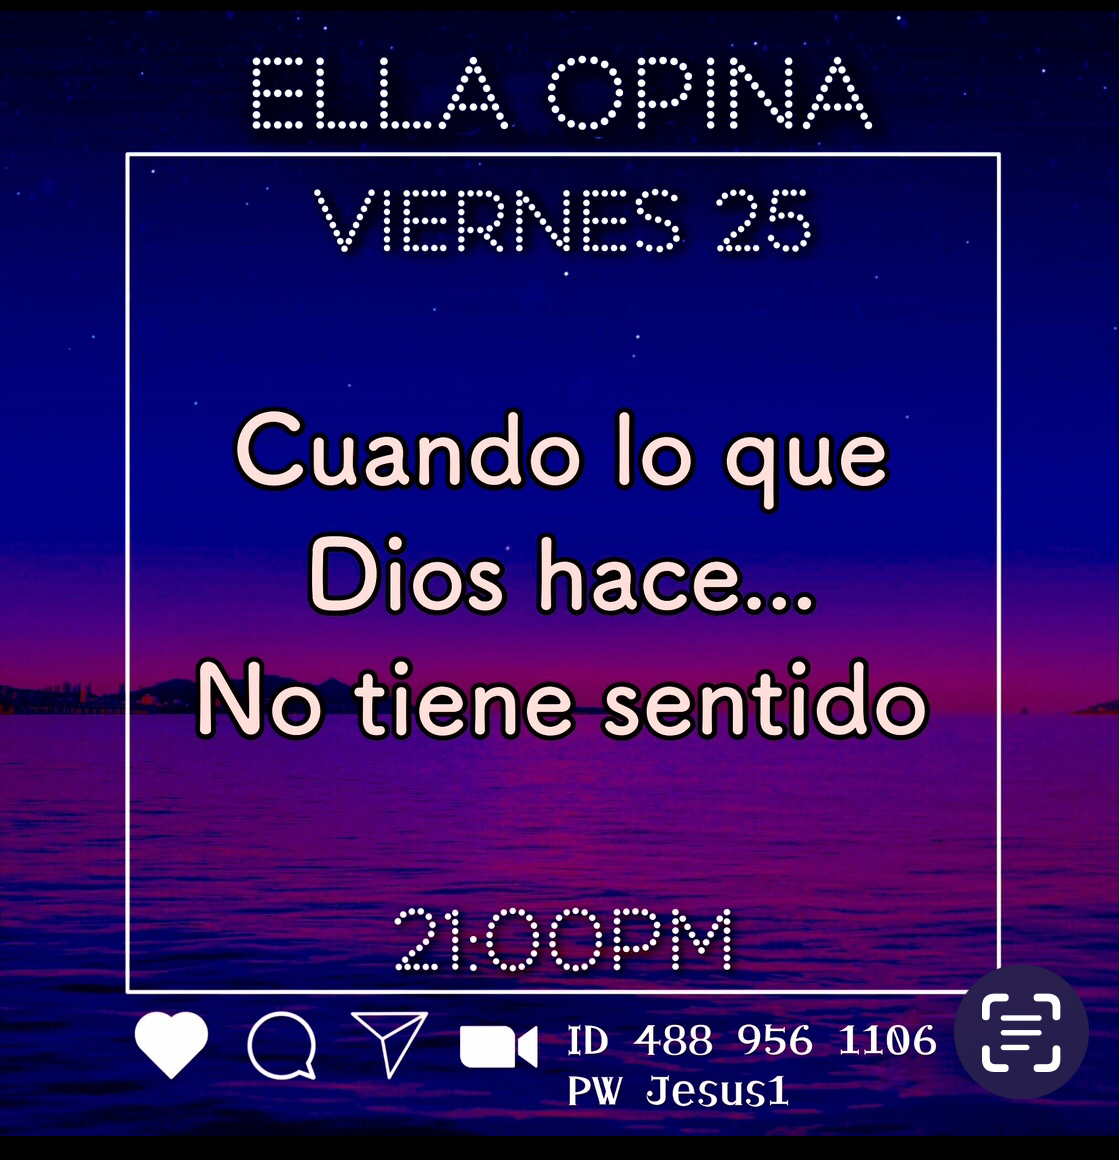 ELLA OPINA
VIERNES 25
Cuando lo que
Dios hace...
No tiene sentido
21:00PM
ID 488 956 1106
PW Jesus1